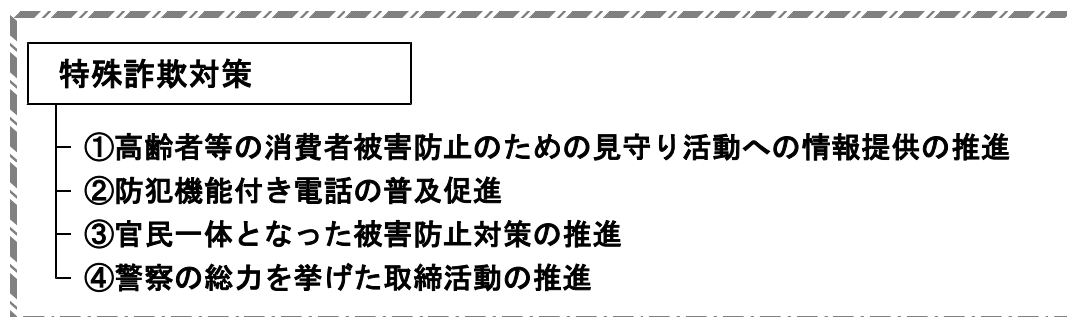 特殊詐欺対策
①高齢者等の消費者被害防止のための見守り活動への情報提供の推進
②防犯機能付き電話の普及促進
③官民一体となった被害防止対策の推進
④警察の総力を挙げた取締活動の推進